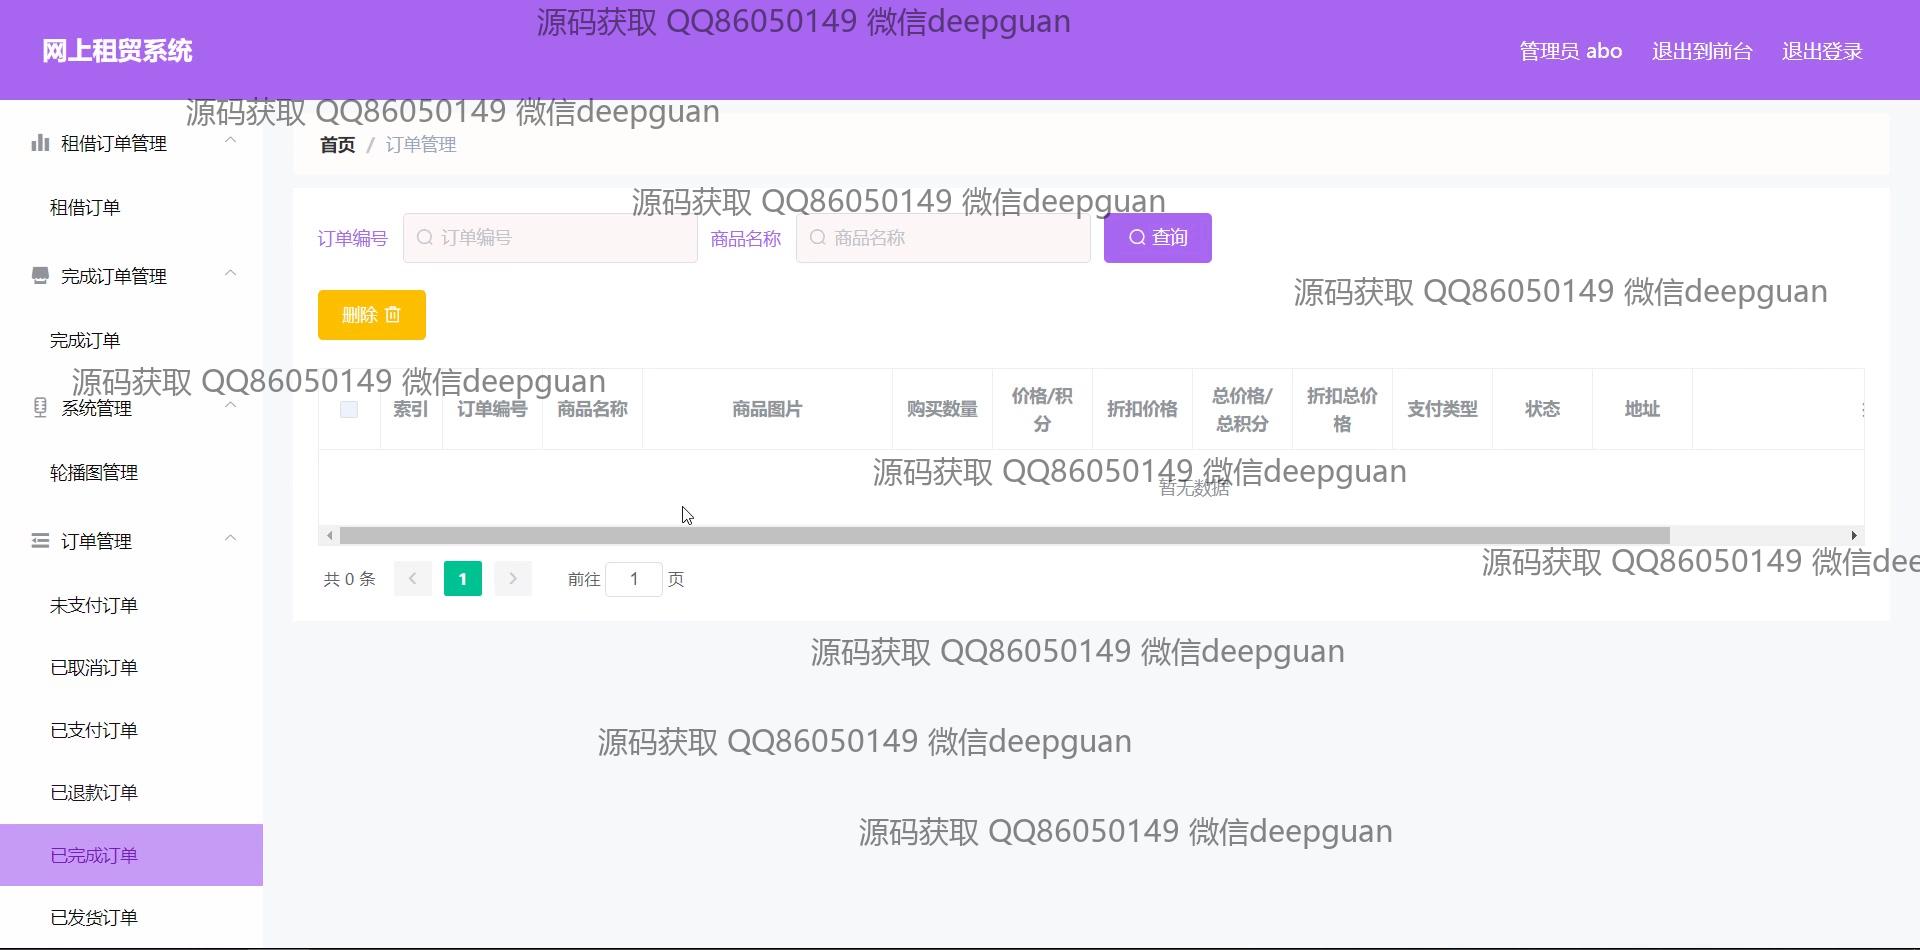 源码获取 QQ86050149 微信deepguan
网上租贸系统
管理员 abo 退出到前台 退出登录
源码获取 QQ86050149 微信deepguan
租借订单管理
首页 / 订单管理
源码获取 QQ86050149 微信deepguan
租借订单
订单编号 订单编号 商品名称 商品名称 查询
完成订单管理
源码获取 QQ86050149 微信deepguan
删除
完成订单
源码获取 QQ86050149 微信deepguan
系统管理
索引 订单编号 商品名称 商品图片 购买数量 价格/积分 折扣价格 总价格/总积分 折扣总价格 支付类型 状态 地址
轮播图管理
源码获取 QQ86050149 微信deepguan
暂无数据
订单管理
源码获取 QQ86050149 微信dee
共 0 条 1 前往 1 页
未支付订单
源码获取 QQ86050149 微信deepguan
已取消订单
已支付订单
源码获取 QQ86050149 微信deepguan
已退款订单
源码获取 QQ86050149 微信deepguan
已完成订单
已发货订单